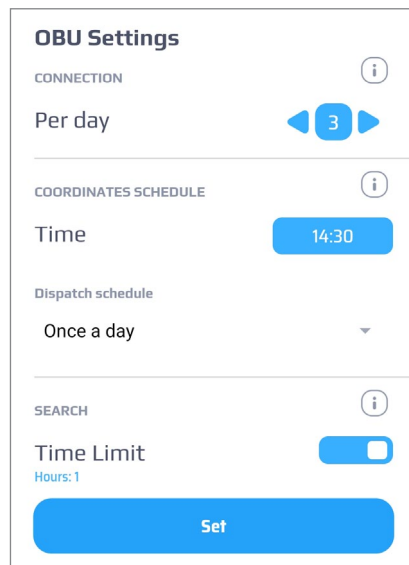 OBU Settings
CONNECTION
Per day
3
COORDINATES SCHEDULE
Time
14:30
Dispatch schedule
Once a day
SEARCH
Time Limit
Hours: 1
Set